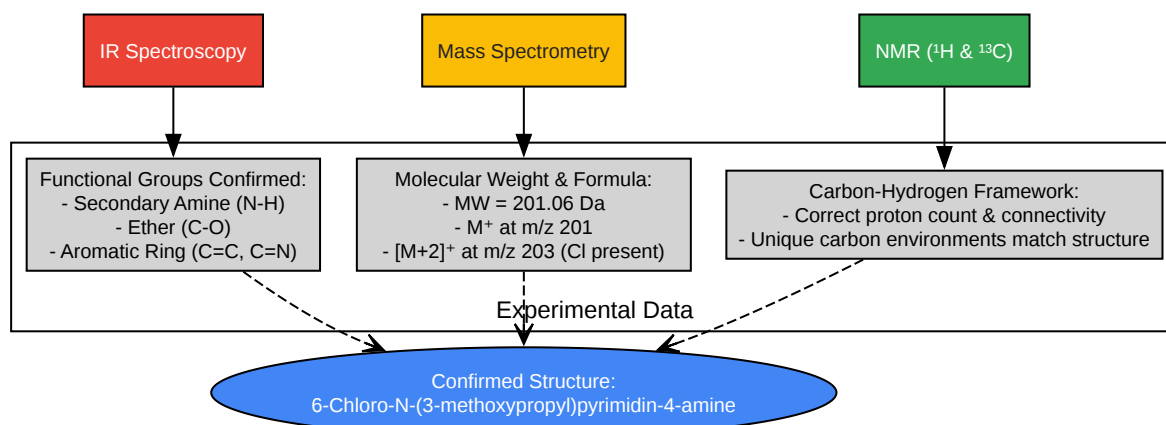 IR Spectroscopy
Mass Spectrometry
NMR (¹H & ¹³C)
Functional Groups Confirmed:
- Secondary Amine (N-H)
- Ether (C-O)
- Aromatic Ring (C=C, C=N)
Molecular Weight & Formula:
- MW = 201.06 Da
- M⁺ at m/z 201
- [M+2]⁺ at m/z 203 (Cl present)
Carbon-Hydrogen Framework:
- Correct proton count & connectivity
- Unique carbon environments match structure
Experimental Data
Confirmed Structure:
6-Chloro-N-(3-methoxypropyl)pyrimidin-4-amine